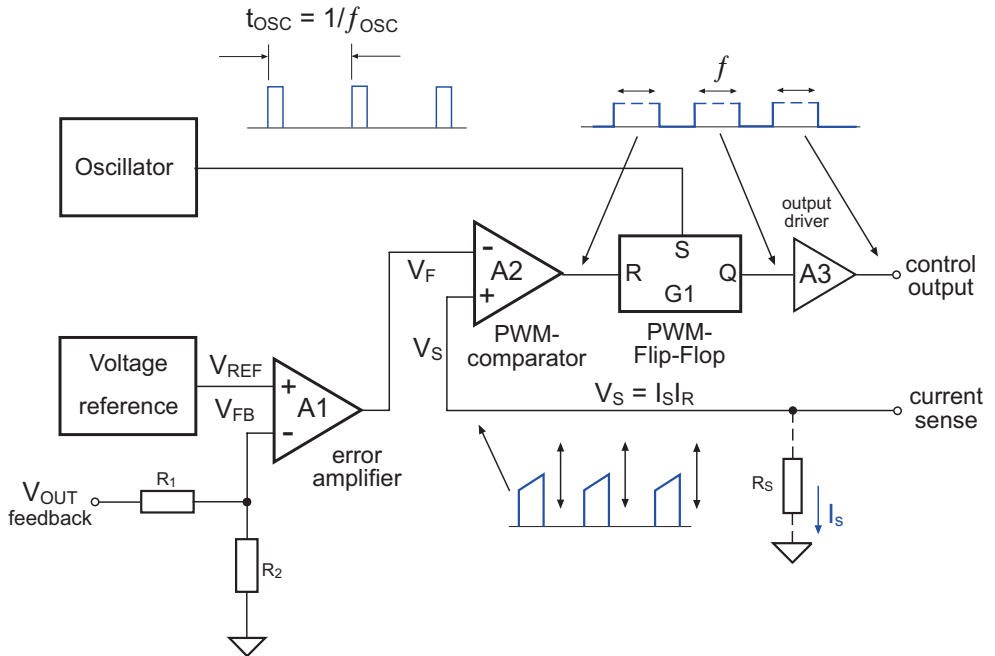 tOSC = 1/fOSC
f
Oscillator
output
driver
S
R
Q
G1
A2
-
+
A3
control
output
VF
VS
PWM-
comparator
PWM-
Flip-Flop
Voltage
reference
VREF
VFB
+
-
A1
error
amplifier
VS = ISIR
current
sense
VOUT
feedback
R1
R2
RS
Is